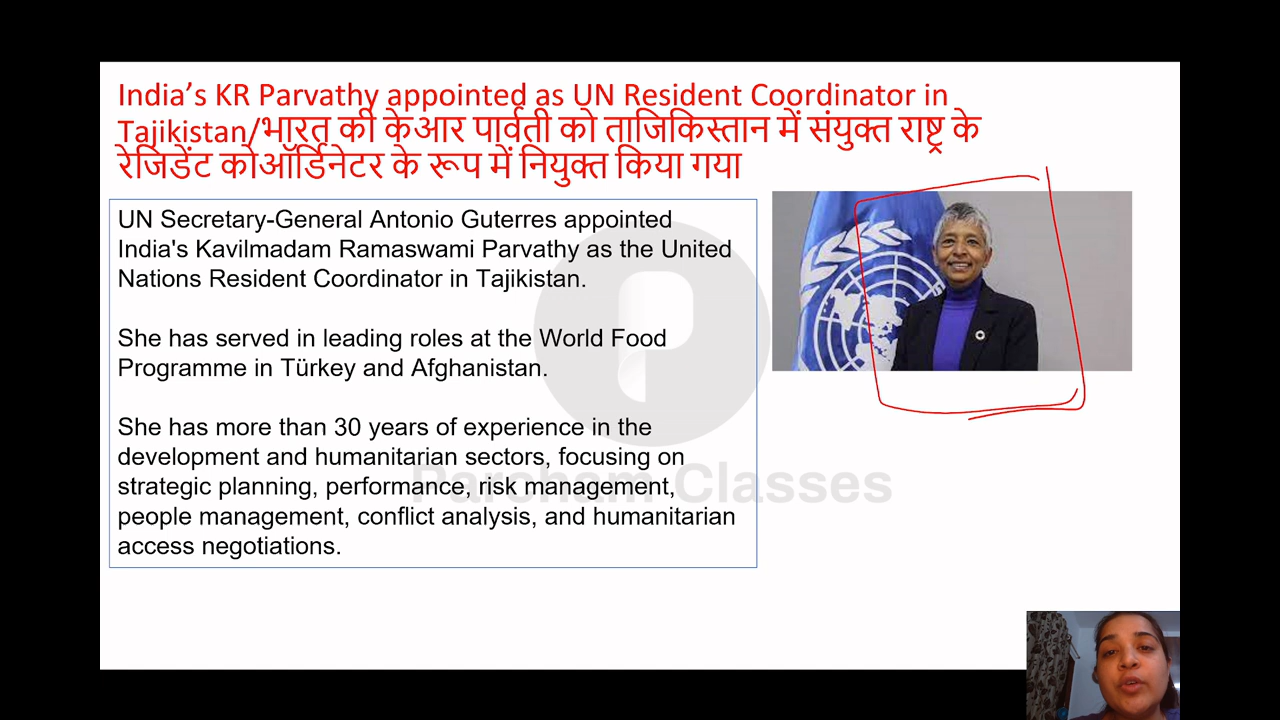 India’s KR Parvathy appointed as UN Resident Coordinator in
Tajikistan/भारत की केआर पार्वती को ताजिकिस्तान में संयुक्त राष्ट्र के
रेजिडेंट कोऑर्डिनेटर के रूप में नियुक्त किया गया
UN Secretary-General Antonio Guterres appointed
India's Kavilmadam Ramaswami Parvathy as the United
Nations Resident Coordinator in Tajikistan.
She has served in leading roles at the World Food
Programme in Türkey and Afghanistan.
She has more than 30 years of experience in the
development and humanitarian sectors, focusing on
strategic planning, performance, risk management,
people management, conflict analysis, and humanitarian
access negotiations.
Parcham Classes